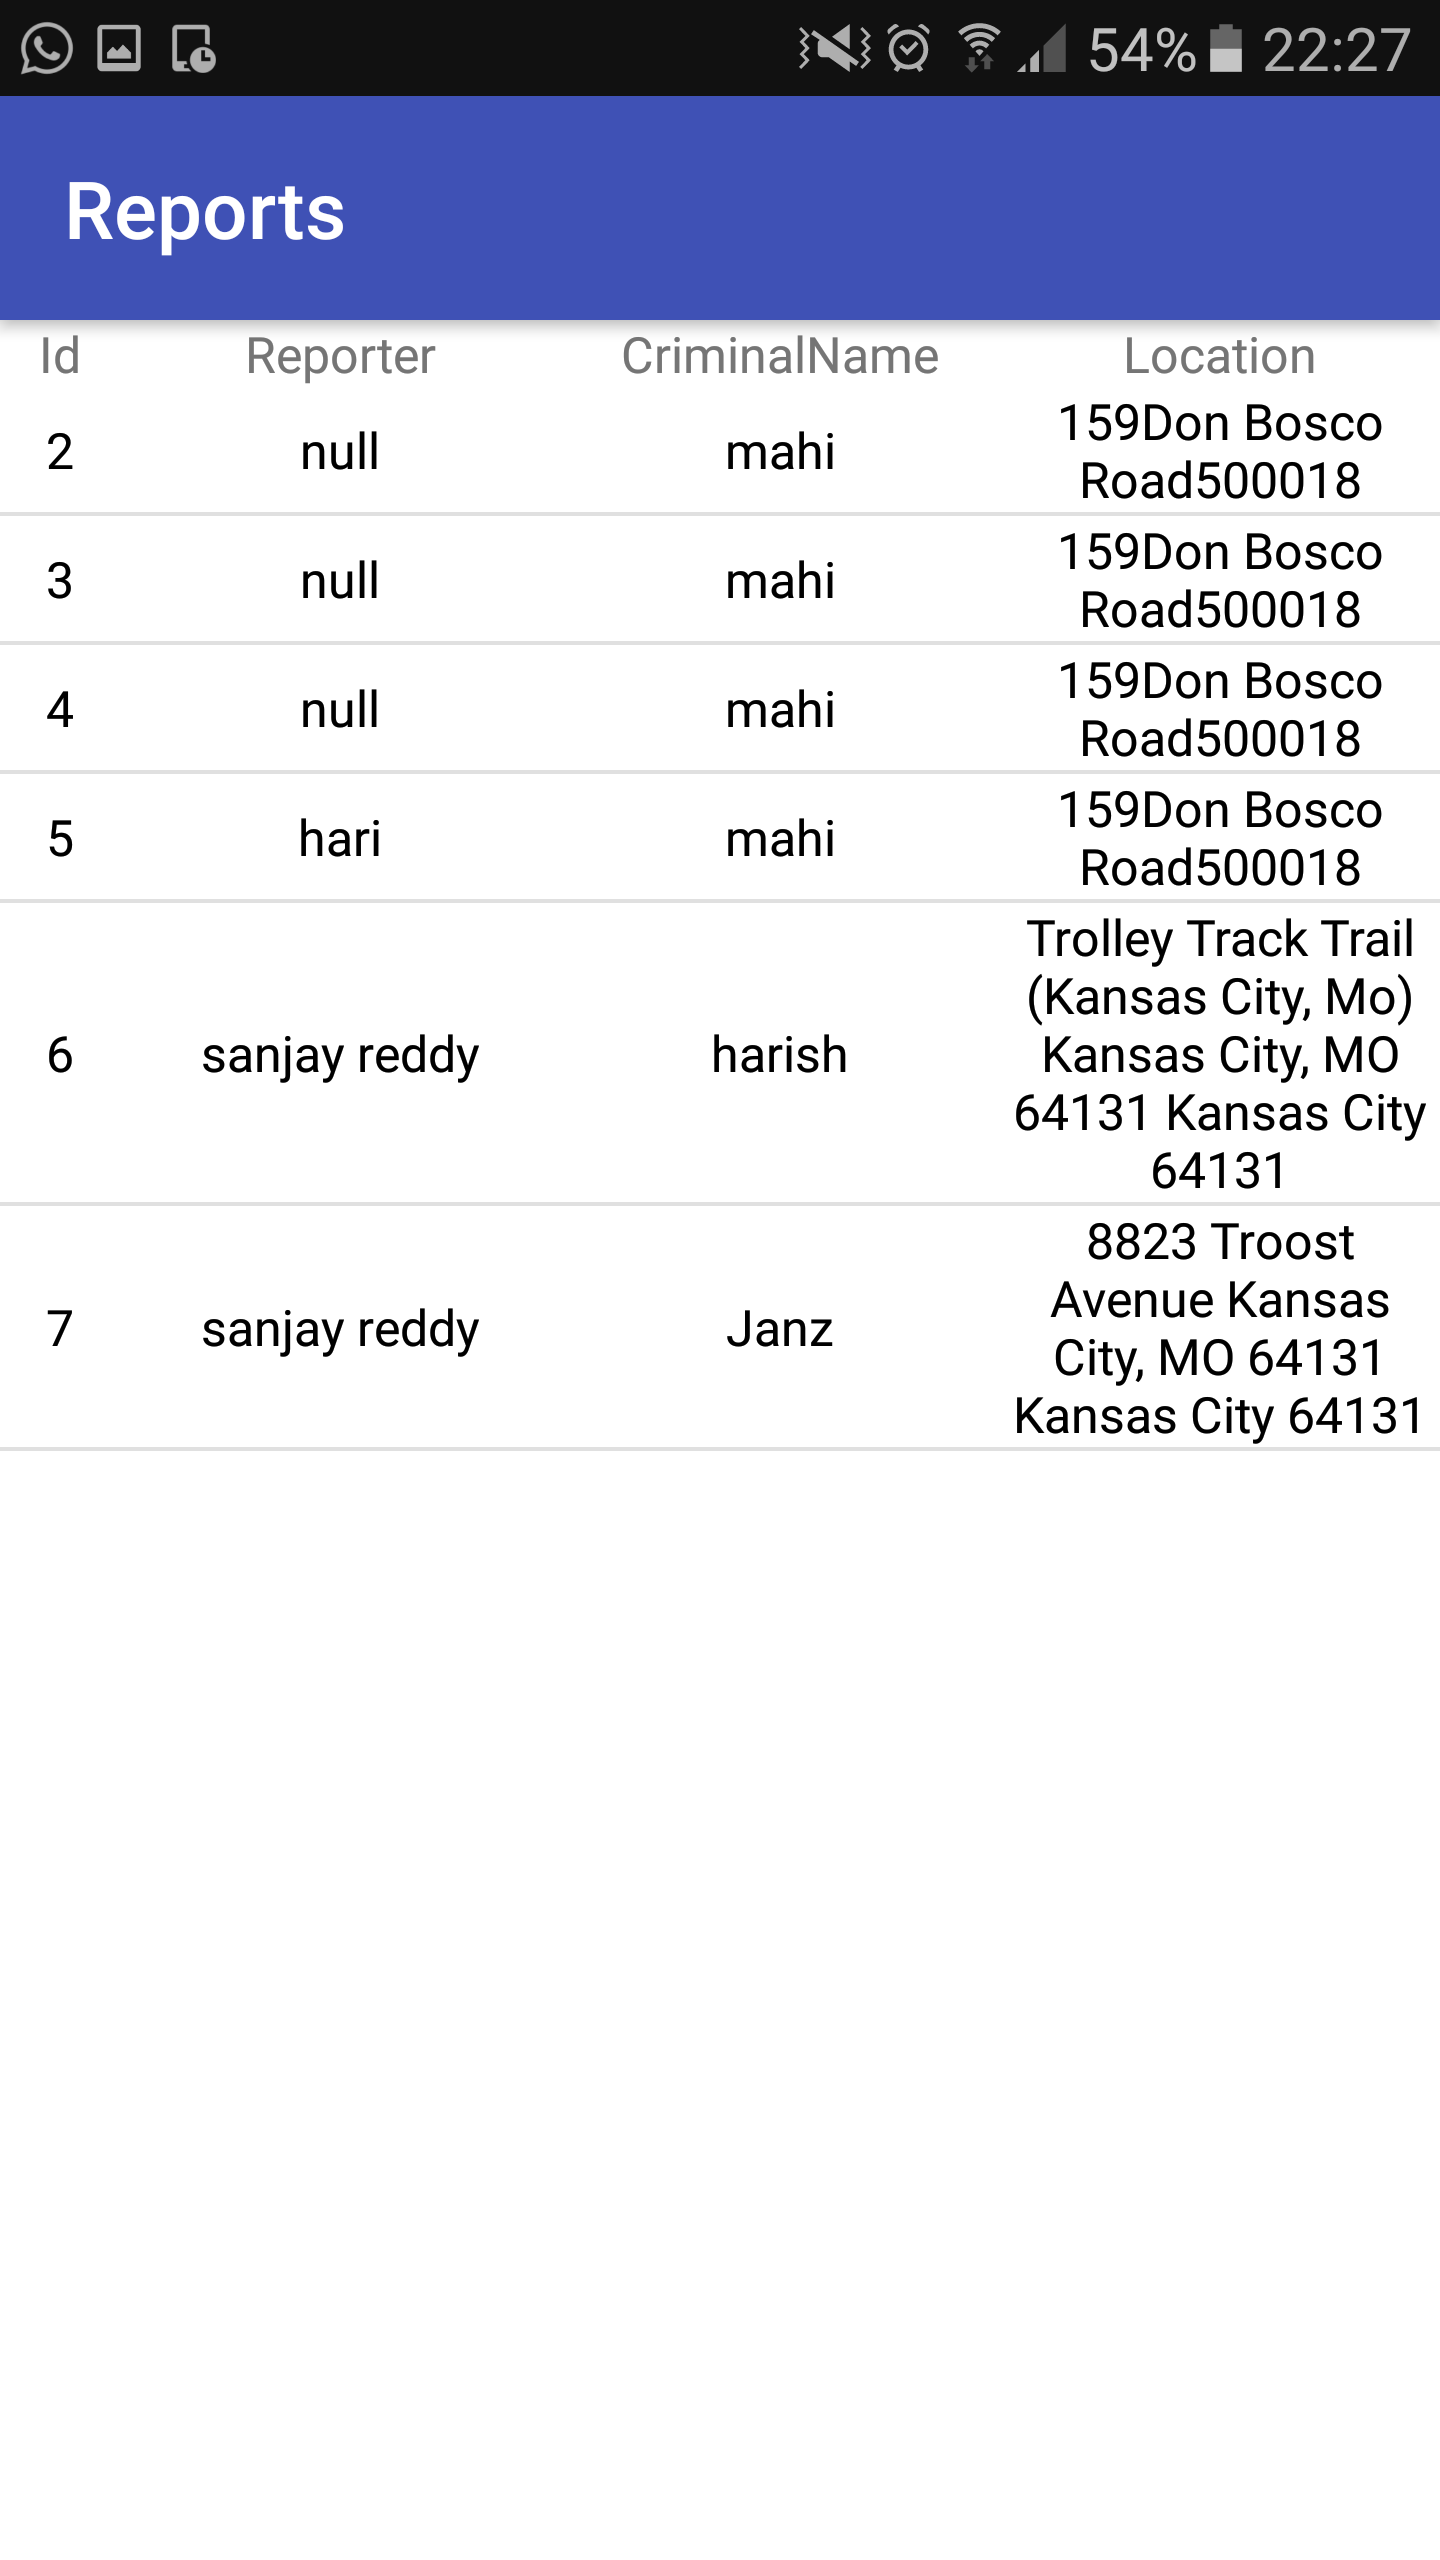 54% 22:27
Reports
Id Reporter CriminalName Location
2 null mahi 159Don Bosco
Road500018
3 null mahi 159Don Bosco
Road500018
4 null mahi 159Don Bosco
Road500018
5 hari mahi 159Don Bosco
Road500018
6 sanjay reddy harish Trolley Track Trail
(Kansas City, Mo)
Kansas City, MO
64131 Kansas City
64131
7 sanjay reddy Janz 8823 Troost
Avenue Kansas
City, MO 64131
Kansas City 64131